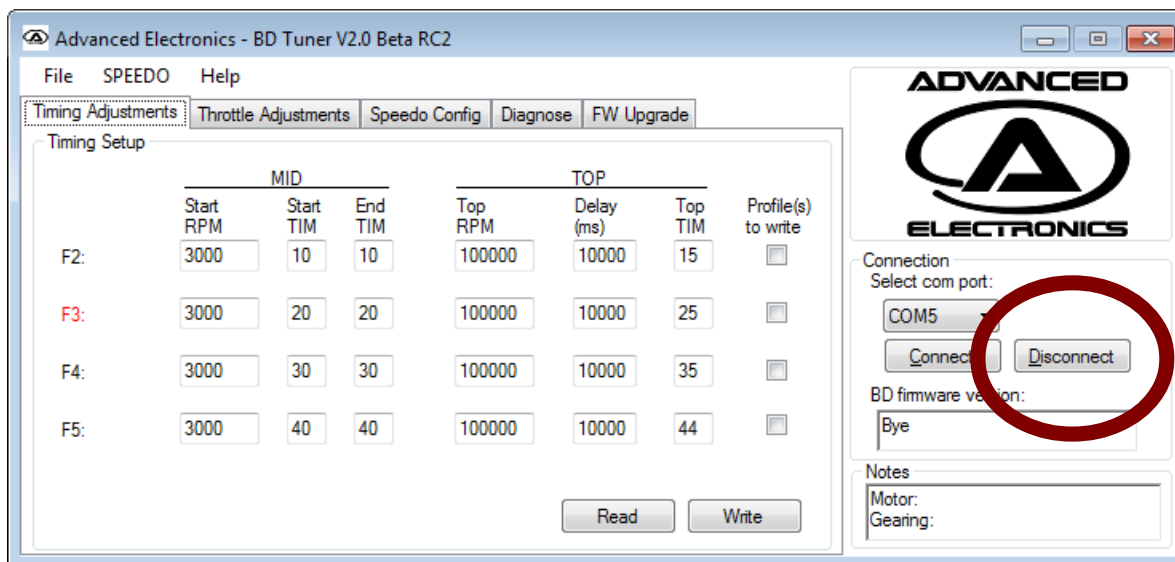 Advanced Electronics - BD Tuner V2.0 Beta RC2
File SPEEDO Help
Timing Adjustments Throttle Adjustments Speedo Config Diagnose FW Upgrade
Timing Setup
MID TOP
Start RPM Start TIM End TIM Top RPM Delay (ms) Top TIM Profile(s) to write
F2: 3000 10 10 100000 10000 15
F3: 3000 20 20 100000 10000 25
F4: 3000 30 30 100000 10000 35
F5: 3000 40 40 100000 10000 44
Read Write
ADVANCED
A
ELECTRONICS
Connection
Select com port:
COM5
Connect Disconnect
BD firmware version:
Bye
Notes
Motor:
Gearing: